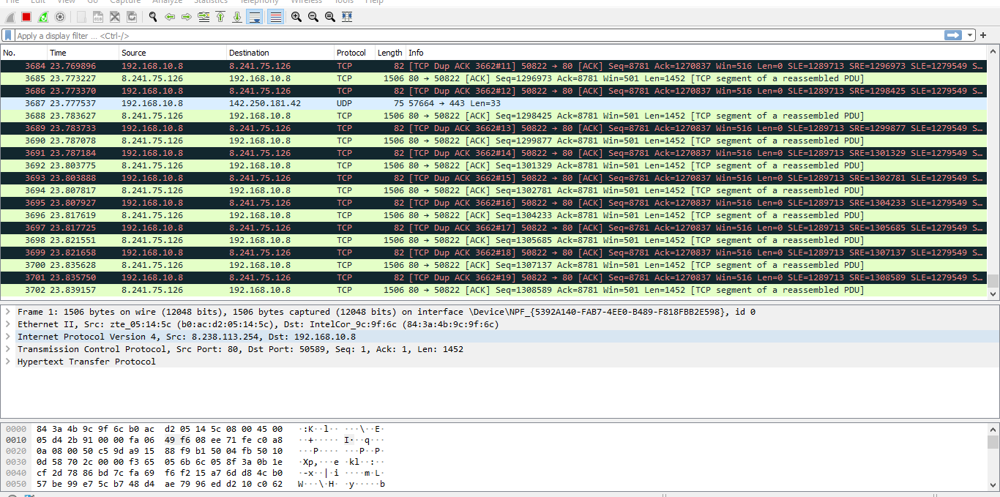 File Edit View Go Capture Analyze Statistics Telephony Wireless Tools Help
Apply a display filter ... <Ctrl-/>
No. Time Source Destination Protocol Length Info
3684 23.769896 192.168.10.8 8.241.75.126 TCP 82 [TCP Dup ACK 3662#11] 50822 → 80 [ACK] Seq=8781 Ack=1270837 Win=516 Len=0 SLE=1289713 SRE=1296973 SLE=1279549 S…
3685 23.773227 8.241.75.126 192.168.10.8 TCP 1506 80 → 50822 [ACK] Seq=1296973 Ack=8781 Win=501 Len=1452 [TCP segment of a reassembled PDU]
3686 23.773370 192.168.10.8 8.241.75.126 TCP 82 [TCP Dup ACK 3662#12] 50822 → 80 [ACK] Seq=8781 Ack=1270837 Win=516 Len=0 SLE=1289713 SRE=1298425 SLE=1279549 S…
3687 23.777537 192.168.10.8 142.250.181.42 UDP 75 57664 → 443 Len=33
3688 23.783627 8.241.75.126 192.168.10.8 TCP 1506 80 → 50822 [ACK] Seq=1298425 Ack=8781 Win=501 Len=1452 [TCP segment of a reassembled PDU]
3689 23.783733 192.168.10.8 8.241.75.126 TCP 82 [TCP Dup ACK 3662#13] 50822 → 80 [ACK] Seq=8781 Ack=1270837 Win=516 Len=0 SLE=1289713 SRE=1299877 SLE=1279549 S…
3690 23.787078 8.241.75.126 192.168.10.8 TCP 1506 80 → 50822 [ACK] Seq=1299877 Ack=8781 Win=501 Len=1452 [TCP segment of a reassembled PDU]
3691 23.787184 192.168.10.8 8.241.75.126 TCP 82 [TCP Dup ACK 3662#14] 50822 → 80 [ACK] Seq=8781 Ack=1270837 Win=516 Len=0 SLE=1289713 SRE=1301329 SLE=1279549 S…
3692 23.803775 8.241.75.126 192.168.10.8 TCP 1506 80 → 50822 [ACK] Seq=1301329 Ack=8781 Win=501 Len=1452 [TCP segment of a reassembled PDU]
3693 23.803888 192.168.10.8 8.241.75.126 TCP 82 [TCP Dup ACK 3662#15] 50822 → 80 [ACK] Seq=8781 Ack=1270837 Win=516 Len=0 SLE=1289713 SRE=1302781 SLE=1279549 S…
3694 23.807817 8.241.75.126 192.168.10.8 TCP 1506 80 → 50822 [ACK] Seq=1302781 Ack=8781 Win=501 Len=1452 [TCP segment of a reassembled PDU]
3695 23.807927 192.168.10.8 8.241.75.126 TCP 82 [TCP Dup ACK 3662#16] 50822 → 80 [ACK] Seq=8781 Ack=1270837 Win=516 Len=0 SLE=1289713 SRE=1304233 SLE=1279549 S…
3696 23.817619 8.241.75.126 192.168.10.8 TCP 1506 80 → 50822 [ACK] Seq=1304233 Ack=8781 Win=501 Len=1452 [TCP segment of a reassembled PDU]
3697 23.817725 192.168.10.8 8.241.75.126 TCP 82 [TCP Dup ACK 3662#17] 50822 → 80 [ACK] Seq=8781 Ack=1270837 Win=516 Len=0 SLE=1289713 SRE=1305685 SLE=1279549 S…
3698 23.821551 8.241.75.126 192.168.10.8 TCP 1506 80 → 50822 [ACK] Seq=1305685 Ack=8781 Win=501 Len=1452 [TCP segment of a reassembled PDU]
3699 23.821658 192.168.10.8 8.241.75.126 TCP 82 [TCP Dup ACK 3662#18] 50822 → 80 [ACK] Seq=8781 Ack=1270837 Win=516 Len=0 SLE=1289713 SRE=1307137 SLE=1279549 S…
3700 23.835628 8.241.75.126 192.168.10.8 TCP 1506 80 → 50822 [ACK] Seq=1307137 Ack=8781 Win=501 Len=1452 [TCP segment of a reassembled PDU]
3701 23.835750 192.168.10.8 8.241.75.126 TCP 82 [TCP Dup ACK 3662#19] 50822 → 80 [ACK] Seq=8781 Ack=1270837 Win=516 Len=0 SLE=1289713 SRE=1308589 SLE=1279549 S…
3702 23.839157 8.241.75.126 192.168.10.8 TCP 1506 80 → 50822 [ACK] Seq=1308589 Ack=8781 Win=501 Len=1452 [TCP segment of a reassembled PDU]
Frame 1: 1506 bytes on wire (12048 bits), 1506 bytes captured (12048 bits) on interface \Device\NPF_{5392A140-FAB7-4EE0-B489-F818FBB2E598}, id 0
Ethernet II, Src: zte_05:14:5c (b0:ac:d2:05:14:5c), Dst: IntelCor_9c:9f:6c (84:3a:4b:9c:9f:6c)
Internet Protocol Version 4, Src: 8.238.113.254, Dst: 192.168.10.8
Transmission Control Protocol, Src Port: 80, Dst Port: 50589, Seq: 1, Ack: 1, Len: 1452
Hypertext Transfer Protocol
0000 84 3a 4b 9c 9f 6c b0 ac d2 05 14 5c 08 00 45 00 ·:K··l·· ···\··E·
0010 05 d4 2b 91 00 00 fa 06 49 f6 08 ee 71 fe c0 a8 ··+····· I···q···
0020 0a 08 00 50 c5 9d a9 15 88 f9 b1 50 04 fb 50 10 ···P···· ···P··P·
0030 0d 58 70 2c 00 00 f3 65 05 6b 6c 05 8f 3a 0b 1e ·Xp,···e ·kl··:··
0040 cf 2d 78 86 bd 7c fa 69 f6 f2 15 a7 6d d8 4c b0 ·-x··|·i ····m·L·
0050 57 be 99 e7 5c b7 48 d4 ae 79 96 ed d2 10 c0 62 W···\·H· ·y·····b